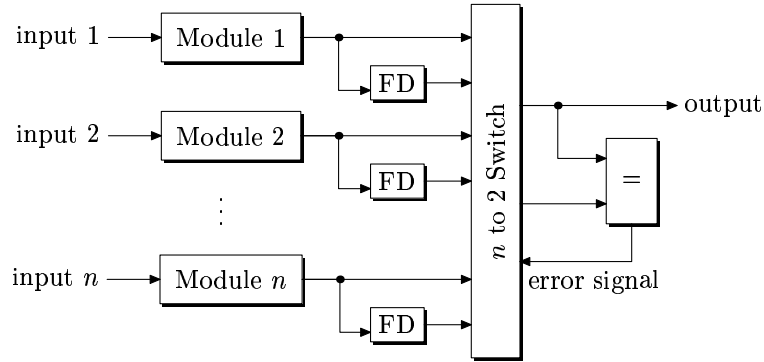 input 1
Module 1
FD
input 2
Module 2
FD
⋮
input n
Module n
FD
n to 2 Switch
output
=
error signal